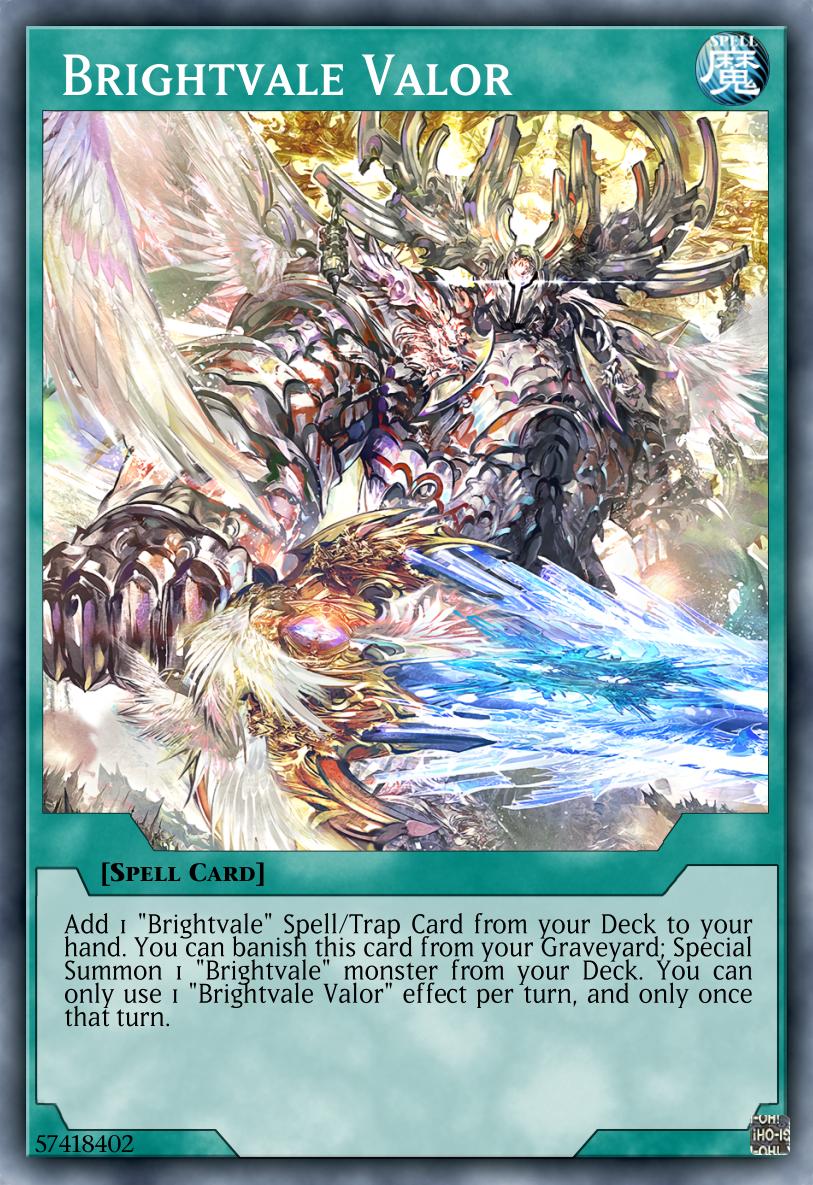 Brightvale Valor
SPELL
魔
[Spell Card]
Add 1 "Brightvale" Spell/Trap Card from your Deck to your
hand. You can banish this card from your Graveyard; Special
Summon 1 "Brightvale" monster from your Deck. You can
only use 1 "Brightvale Valor" effect per turn, and only once
that turn.
57418402
-OH!
-OH!